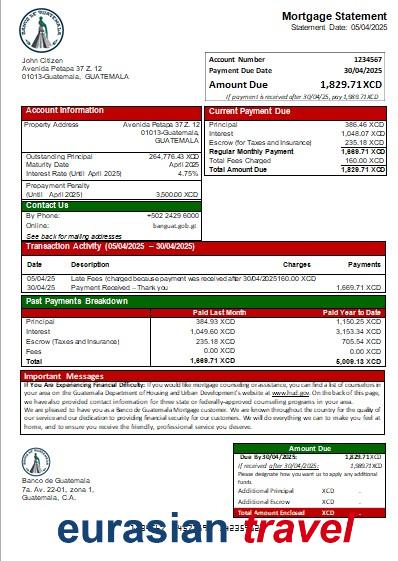 BANCO DE GUATEMALA
Mortgage Statement
Statement Date: 05/04/2025
John Citizen
Avenida Petapa 37 Z. 12
01013-Guatemala, GUATEMALA
Account Number 1234567
Payment Due Date 30/04/2025
Amount Due 1,829.71XCD
If payment is received after 30/04/25, pay 1,989.71XCD
Account Information
Property Address Avenida Petapa 37 Z. 12
01013-Guatemala,
GUATEMALA
Outstanding Principal 264,776.43 XCD
Maturity Date April 2025
Interest Rate (Until April 2025) 4.75%
Prepayment Penalty
(Until April 2025) 3,500.00 XCD
Contact Us
By Phone: +502 2429 6000
Online: banguat.gob.gt
See back for mailing addresses
Current Payment Due
Principal 386.46 XCD
Interest 1,048.07 XCD
Escrow (for Taxes and Insurance) 235.18 XCD
Regular Monthly Payment 1,669.71 XCD
Total Fees Charged 160.00 XCD
Total Amount Due 1,829.71 XCD
Transaction Activity (05/04/2025 – 30/04/2025)
Date Description Charges Payments
05/04/25 Late Fees (charged because payment was received after 30/04/2025160.00 XCD
30/04/25 Payment Received – Thank you 1,669.71 XCD
Past Payments Breakdown
Paid Last Month Paid Year to Date
Principal 384.93 XCD 1,150.25 XCD
Interest 1,049.60 XCD 3,153.34 XCD
Escrow (Taxes and Insurance) 235.18 XCD 705.54 XCD
Fees 0.00 XCD 0.00 XCD
Total 1,669.71 XCD 5,009.13 XCD
Important Messages
If You Are Experiencing Financial Difficulty: If you would like mortgage counseling or assistance, you can find a list of counselors in
your area on the Guatemala Department of Housing and Urban Development's website at www.hud.gov. On the back of this page,
we have also provided contact information for three state or federally-approved counseling programs in your area.
We are pleased to have you as a Banco de Guatemala Mortgage customer. We are known throughout the country for the quality of
our service and our dedication to providing financial security for our customers. We will do everything we can to make you feel at
home, and to ensure you receive the friendly, professional service you deserve.
Banco de Guatemala
7a. Av. 22-01, zona 1,
Guatemala, C.A.
Amount Due
Due By 30/04/2025: 1,829.71XCD
If received after 30/04/2025: 1,989.71XCD
Please designate how you want us to apply any additional
funds.
Additional Principal XCD
Additional Escrow XCD
Total Amount Enclosed XCD
eurasian travel